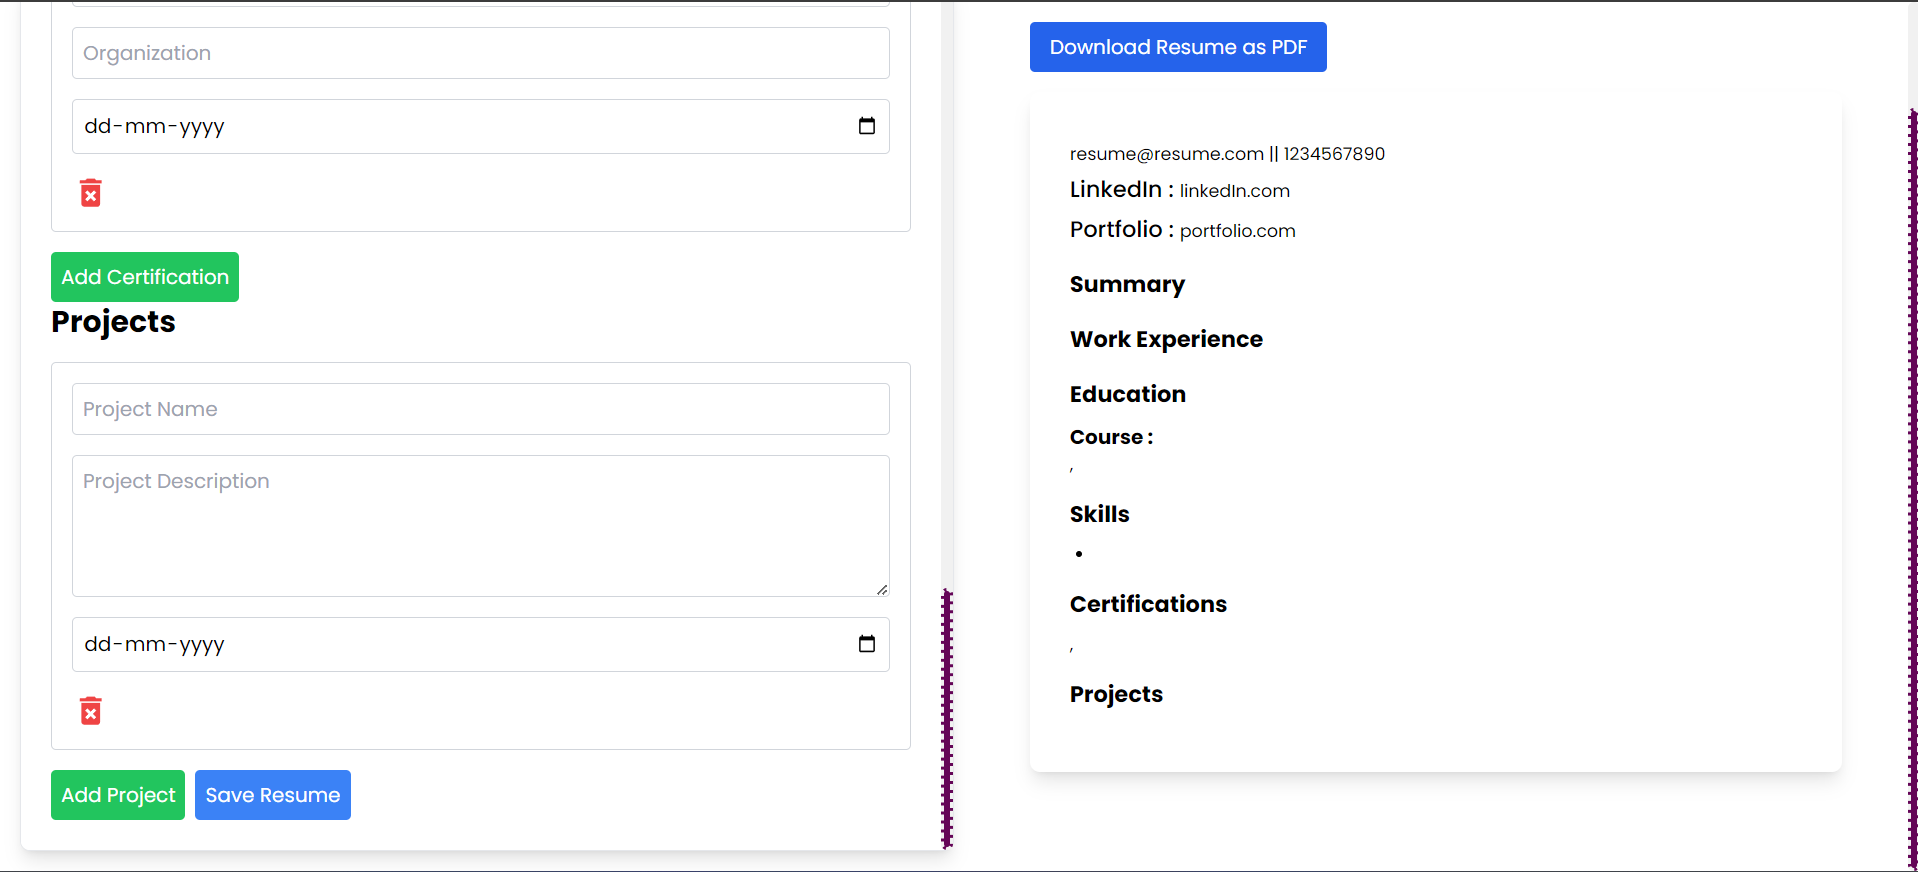 Organization
dd-mm-yyyy
Add Certification
Projects
Project Name
Project Description
dd-mm-yyyy
Add Project
Save Resume
Download Resume as PDF
resume@resume.com || 1234567890
LinkedIn : linkedIn.com
Portfolio : portfolio.com
Summary
Work Experience
Education
Course :
,
Skills
•
Certifications
,
Projects